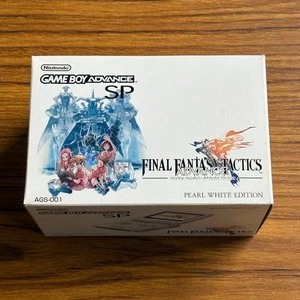 Nintendo
GAME BOY ADVANCE
SP
FINAL FANTASY TACTICS
ADVANCE
PEARL WHITE EDITION
AGS-001